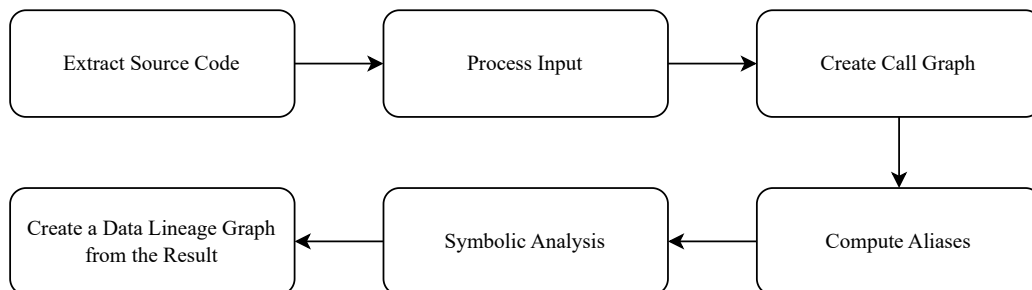 Extract Source Code
Process Input
Create Call Graph
Compute Aliases
Symbolic Analysis
Create a Data Lineage Graph
from the Result